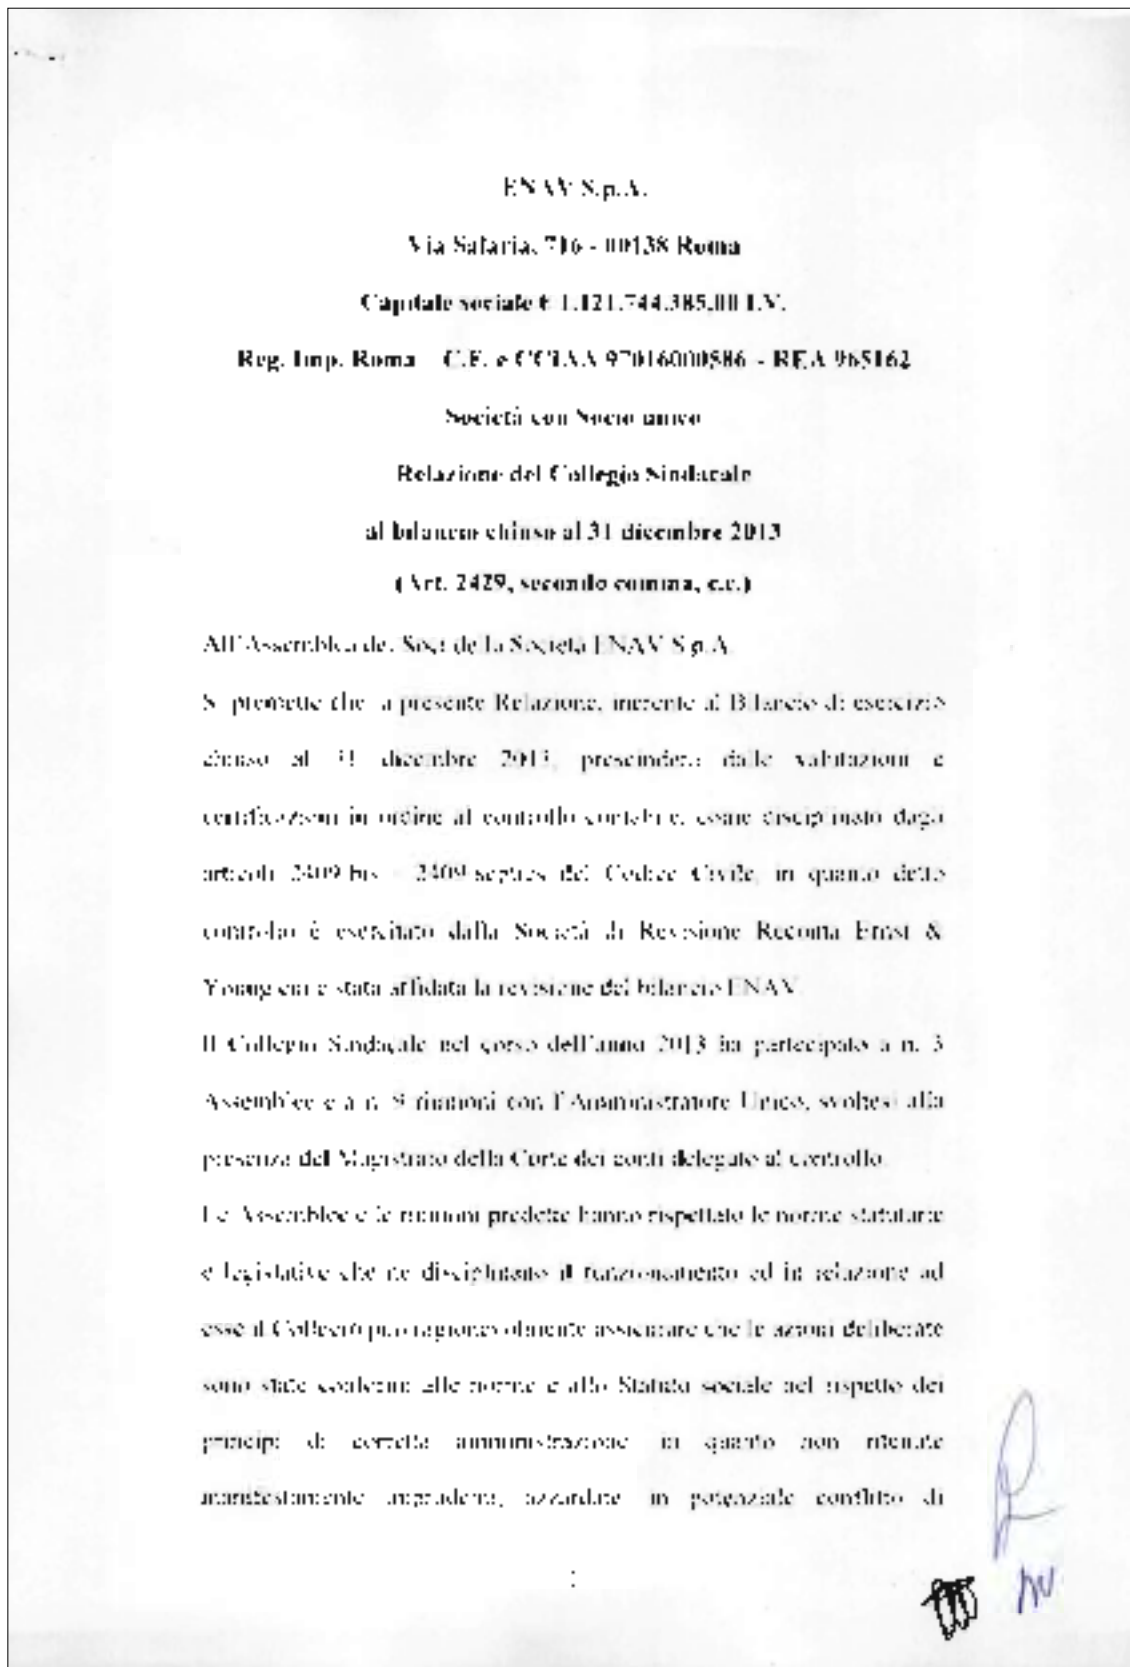 ENAV S.p.A.
Via Salaria, 716 - 00138 Roma
Capitale sociale € 1.121.744.385,00 I.V.
Reg. Imp. Roma C.F. e CCIAA 97016000586 - REA 965162
Società con Socio unico
Relazione del Collegio Sindacale
al bilancio chiuso al 31 dicembre 2013
(Art. 2429, secondo comma, c.c.)
All'Assemblea dei Soci della Società ENAV S.p.A.
Si premette che la presente Relazione, inerente al Bilancio di esercizio
chiuso al 31 dicembre 2013, prescinderà dalle valutazioni e
certificazioni in ordine al controllo contabile, come disciplinato dagli
articoli 2409 bis - 2409 septies del Codice Civile, in quanto detto
controllo è esercitato dalla Società di Revisione Reconta Ernst &
Young cui è stata affidata la revisione del bilancio ENAV.
Il Collegio Sindacale nel corso dell'anno 2013 ha partecipato a n. 3
Assemblee e a n. 9 riunioni con l'Amministratore Unico, svoltesi alla
presenza del Magistrato della Corte dei conti delegato al controllo.
Le Assemblee e le riunioni predette hanno rispettato le norme statutarie
e legislative che ne disciplinano il funzionamento ed in relazione ad
esse il Collegio può ragionevolmente assicurare che le azioni deliberate
sono state conformi alle norme e allo Statuto sociale nel rispetto dei
principi di corretta amministrazione in quanto non ritenute
manifestamente imprudenti, azzardate in potenziale conflitto di